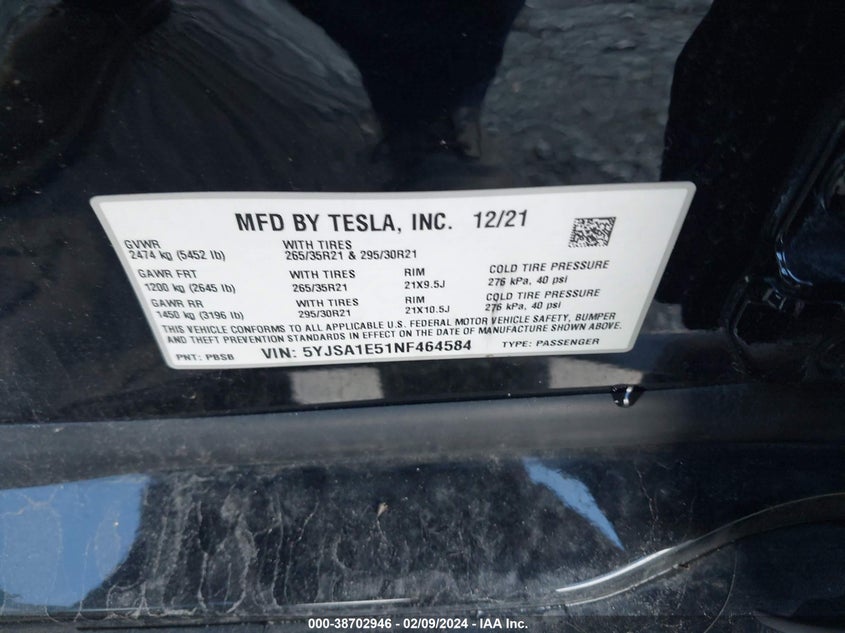 MFD BY TESLA, INC. 12/21
GVWR
2474 kg (5452 lb)
WITH TIRES
265/35R21 & 295/30R21
GAWR FRT
1200 kg (2645 lb)
WITH TIRES
265/35R21
RIM
21X9.5J
COLD TIRE PRESSURE
276 kPa, 40 psi
GAWR RR
1450 kg (3196 lb)
WITH TIRES
295/30R21
RIM
21X10.5J
COLD TIRE PRESSURE
276 kPa, 40 psi
THIS VEHICLE CONFORMS TO ALL APPLICABLE U.S. FEDERAL MOTOR VEHICLE SAFETY, BUMPER
AND THEFT PREVENTION STANDARDS IN EFFECT ON THE DATE OF MANUFACTURE SHOWN ABOVE.
PNT: PBSB VIN: 5YJSA1E51NF464584 TYPE: PASSENGER
000-38702946 - 02/09/2024 - IAA Inc.